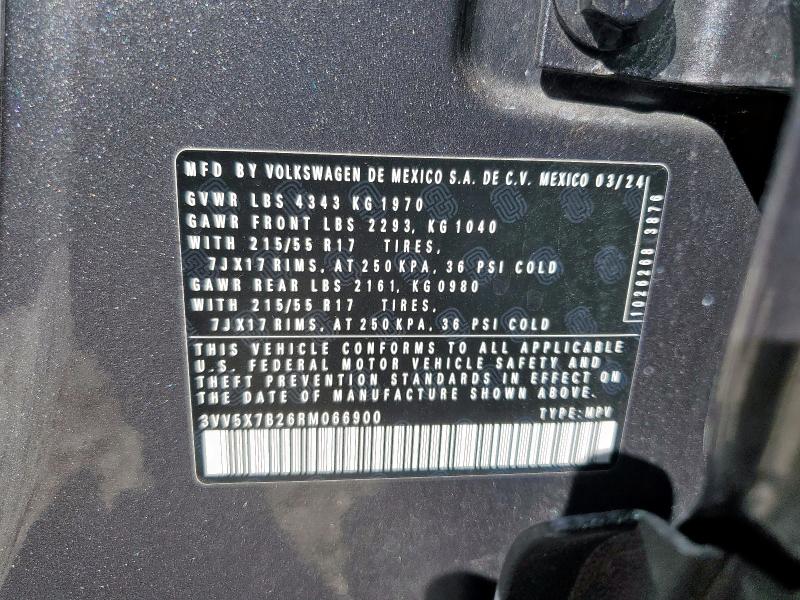 MFD BY VOLKSWAGEN DE MEXICO S.A. DE C.V. MEXICO 03/24
GVWR LBS 4343 KG 1970
GAWR FRONT LBS 2293, KG 1040
WITH 215/55 R17 TIRES,
7JX17 RIMS, AT 250 KPA, 36 PSI COLD
GAWR REAR LBS 2161, KG 0980
WITH 215/55 R17 TIRES,
7JX17 RIMS, AT 250 KPA, 36 PSI COLD
1026268 3876
THIS VEHICLE CONFORMS TO ALL APPLICABLE
U.S. FEDERAL MOTOR VEHICLE SAFETY AND
THEFT PREVENTION STANDARDS IN EFFECT ON
THE DATE OF MANUFACTURE SHOWN ABOVE.
3VV5X7B26RM066900 TYPE: MPV